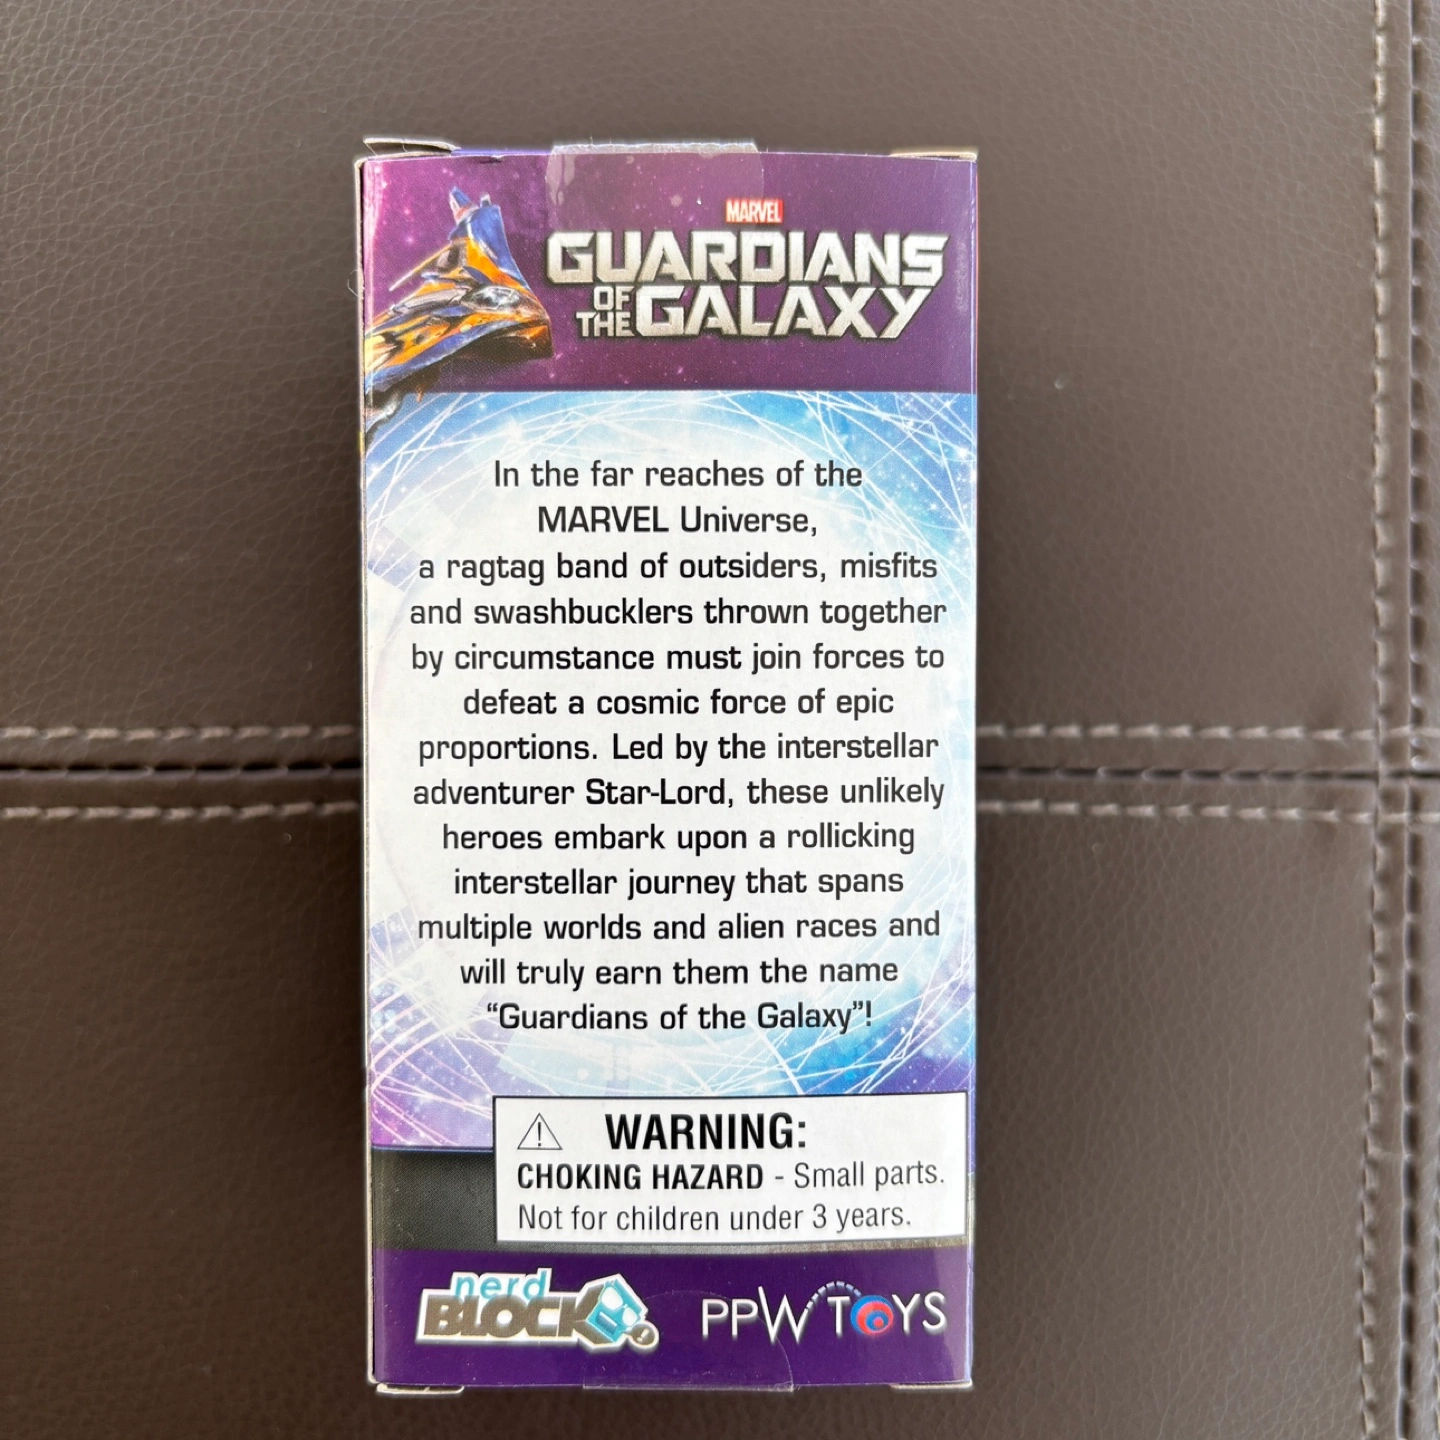 MARVEL
GUARDIANS
OF THE GALAXY
In the far reaches of the
MARVEL Universe,
a ragtag band of outsiders, misfits
and swashbucklers thrown together
by circumstance must join forces to
defeat a cosmic force of epic
proportions. Led by the interstellar
adventurer Star-Lord, these unlikely
heroes embark upon a rollicking
interstellar journey that spans
multiple worlds and alien races and
will truly earn them the name
“Guardians of the Galaxy”!
WARNING:
CHOKING HAZARD - Small parts.
Not for children under 3 years.
nerd
BLOCK
PPW TOYS